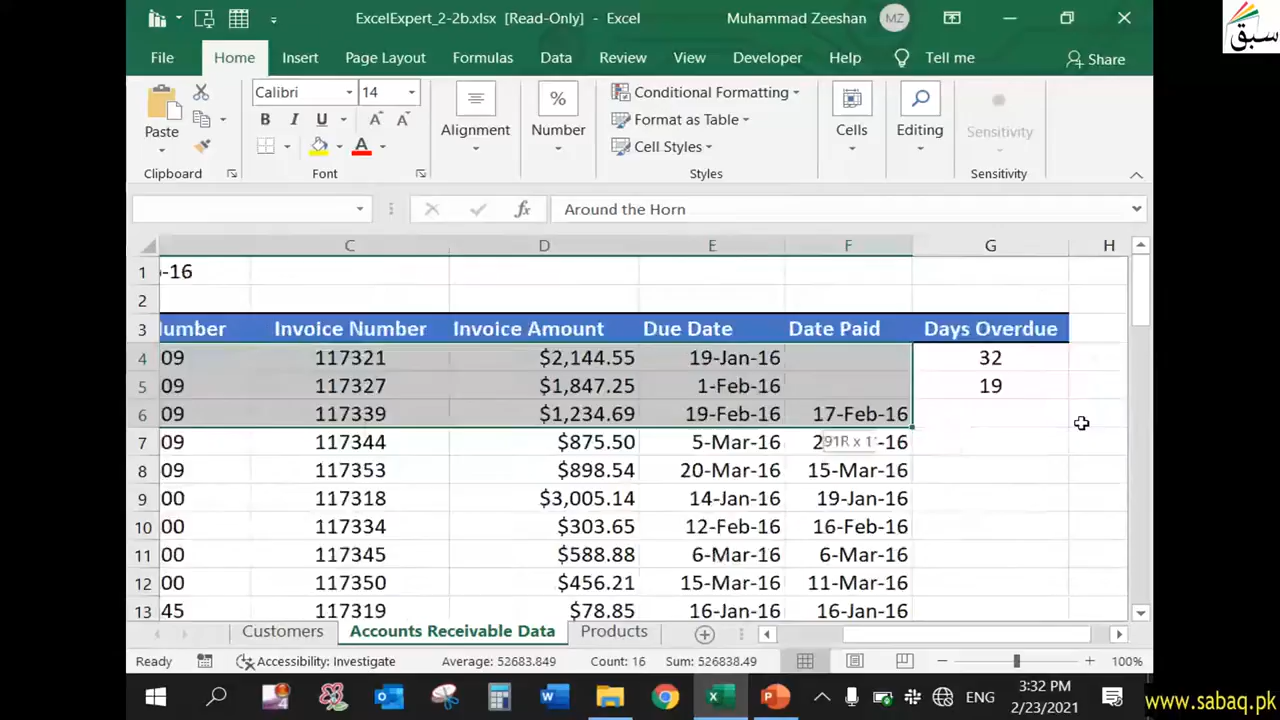 ExcelExpert_2-2b.xlsx [Read-Only] - Excel
Muhammad Zeeshan MZ
سبق
File Home Insert Page Layout Formulas Data Review View Developer Help Tell me Share
Paste
Calibri 14
B I U A A
A
Alignment
%
Number
Conditional Formatting
Format as Table
Cell Styles
Cells
Editing
Sensitivity
Clipboard Font Styles Sensitivity
fx Around the Horn
C D E F G H
1 -16
2
3 umber Invoice Number Invoice Amount Due Date Date Paid Days Overdue
4 09 117321 $2,144.55 19-Jan-16 32
5 09 117327 $1,847.25 1-Feb-16 19
6 09 117339 $1,234.69 19-Feb-16 17-Feb-16
7 09 117344 $875.50 5-Mar-16 2 91R x 1 -16
8 09 117353 $898.54 20-Mar-16 15-Mar-16
9 00 117318 $3,005.14 14-Jan-16 19-Jan-16
10 00 117334 $303.65 12-Feb-16 16-Feb-16
11 00 117345 $588.88 6-Mar-16 6-Mar-16
12 00 117350 $456.21 15-Mar-16 11-Mar-16
13 45 117319 $78.85 16-Jan-16 16-Jan-16
Customers Accounts Receivable Data Products
Ready Accessibility: Investigate Average: 52683.849 Count: 16 Sum: 526838.49 100%
ENG 3:32 PM
2/23/2021
www.sabaq.pk